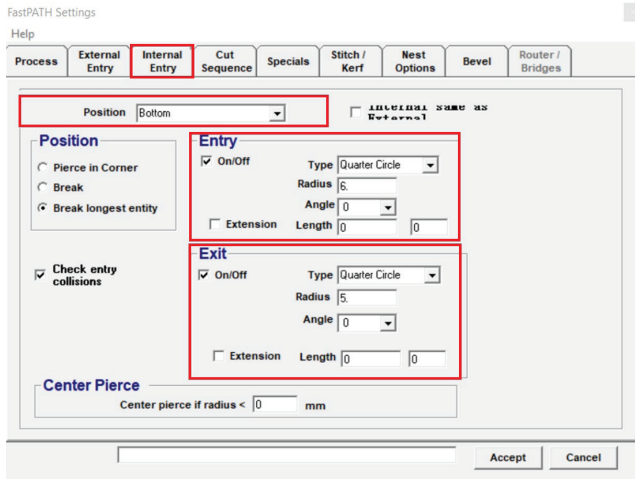 FastPATH Settings
Help
Process
External Entry
Internal Entry
Cut Sequence
Specials
Stitch / Kerf
Nest Options
Bevel
Router / Bridges
Position Bottom
Internal same as
External
Position
Pierce in Corner
Break
Break longest entity
Entry
On/Off
Type Quarter Circle
Radius 6.
Angle 0
Extension Length 0 0
Exit
On/Off
Type Quarter Circle
Radius 5.
Angle 0
Extension Length 0 0
Check entry
collisions
Center Pierce
Center pierce if radius < 0 mm
Accept Cancel